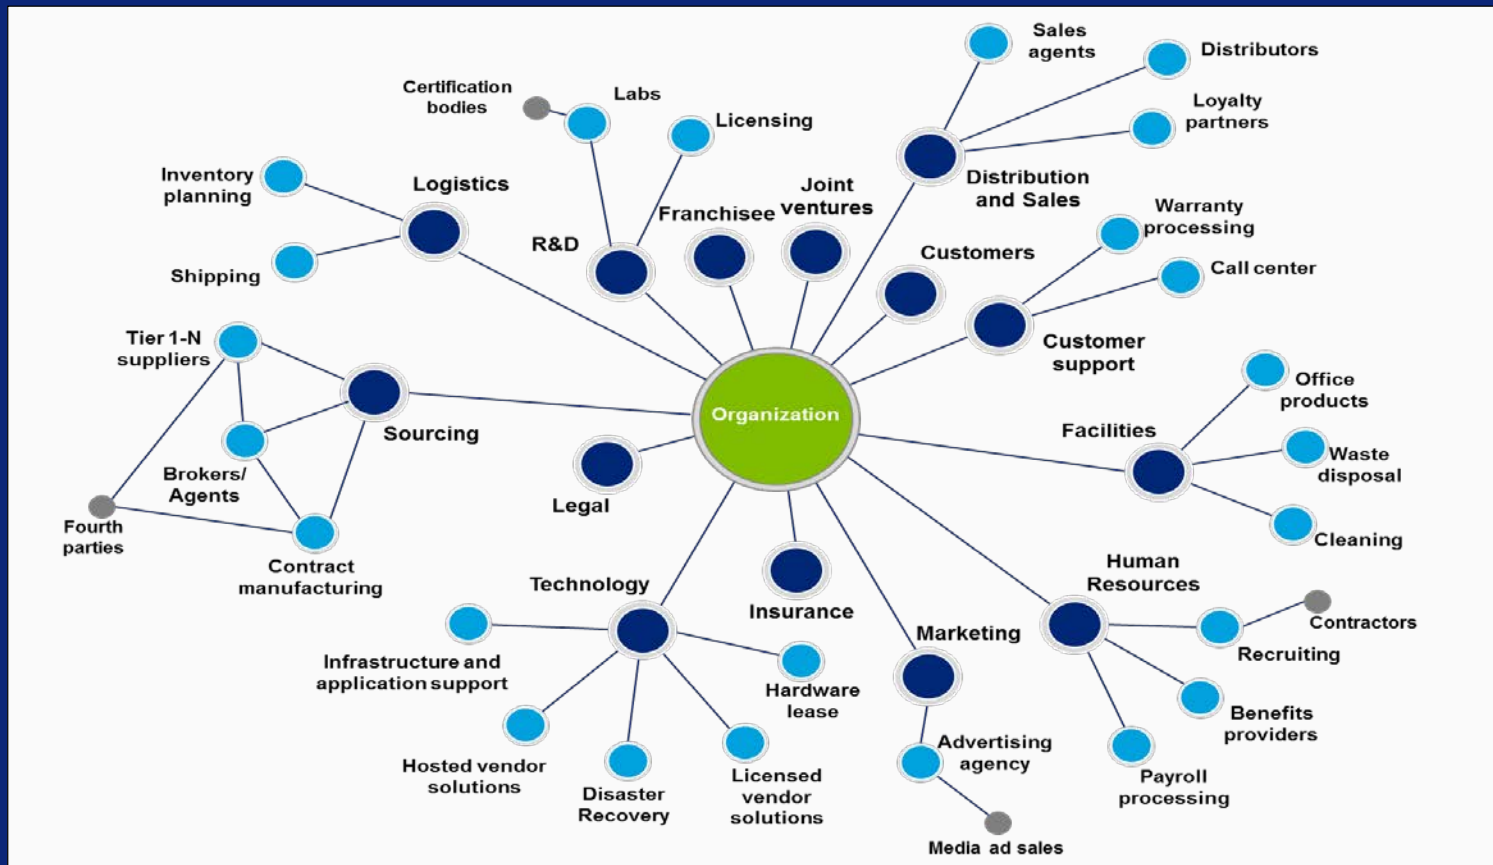 Sales
agents
Distributors
Certification
bodies
Labs
Loyalty
partners
Licensing
Inventory
planning
Logistics
Joint
ventures
Distribution
and Sales
Franchisee
Warranty
processing
R&D
Customers
Shipping
Call center
Tier 1-N
suppliers
Customer
support
Office
products
Organization
Sourcing
Facilities
Brokers/
Agents
Waste
disposal
Legal
Fourth
parties
Cleaning
Contract
manufacturing
Technology
Human
Resources
Insurance
Contractors
Marketing
Recruiting
Infrastructure and
application support
Hardware
lease
Benefits
providers
Advertising
agency
Hosted vendor
solutions
Payroll
processing
Disaster
Recovery
Licensed
vendor
solutions
Media ad sales